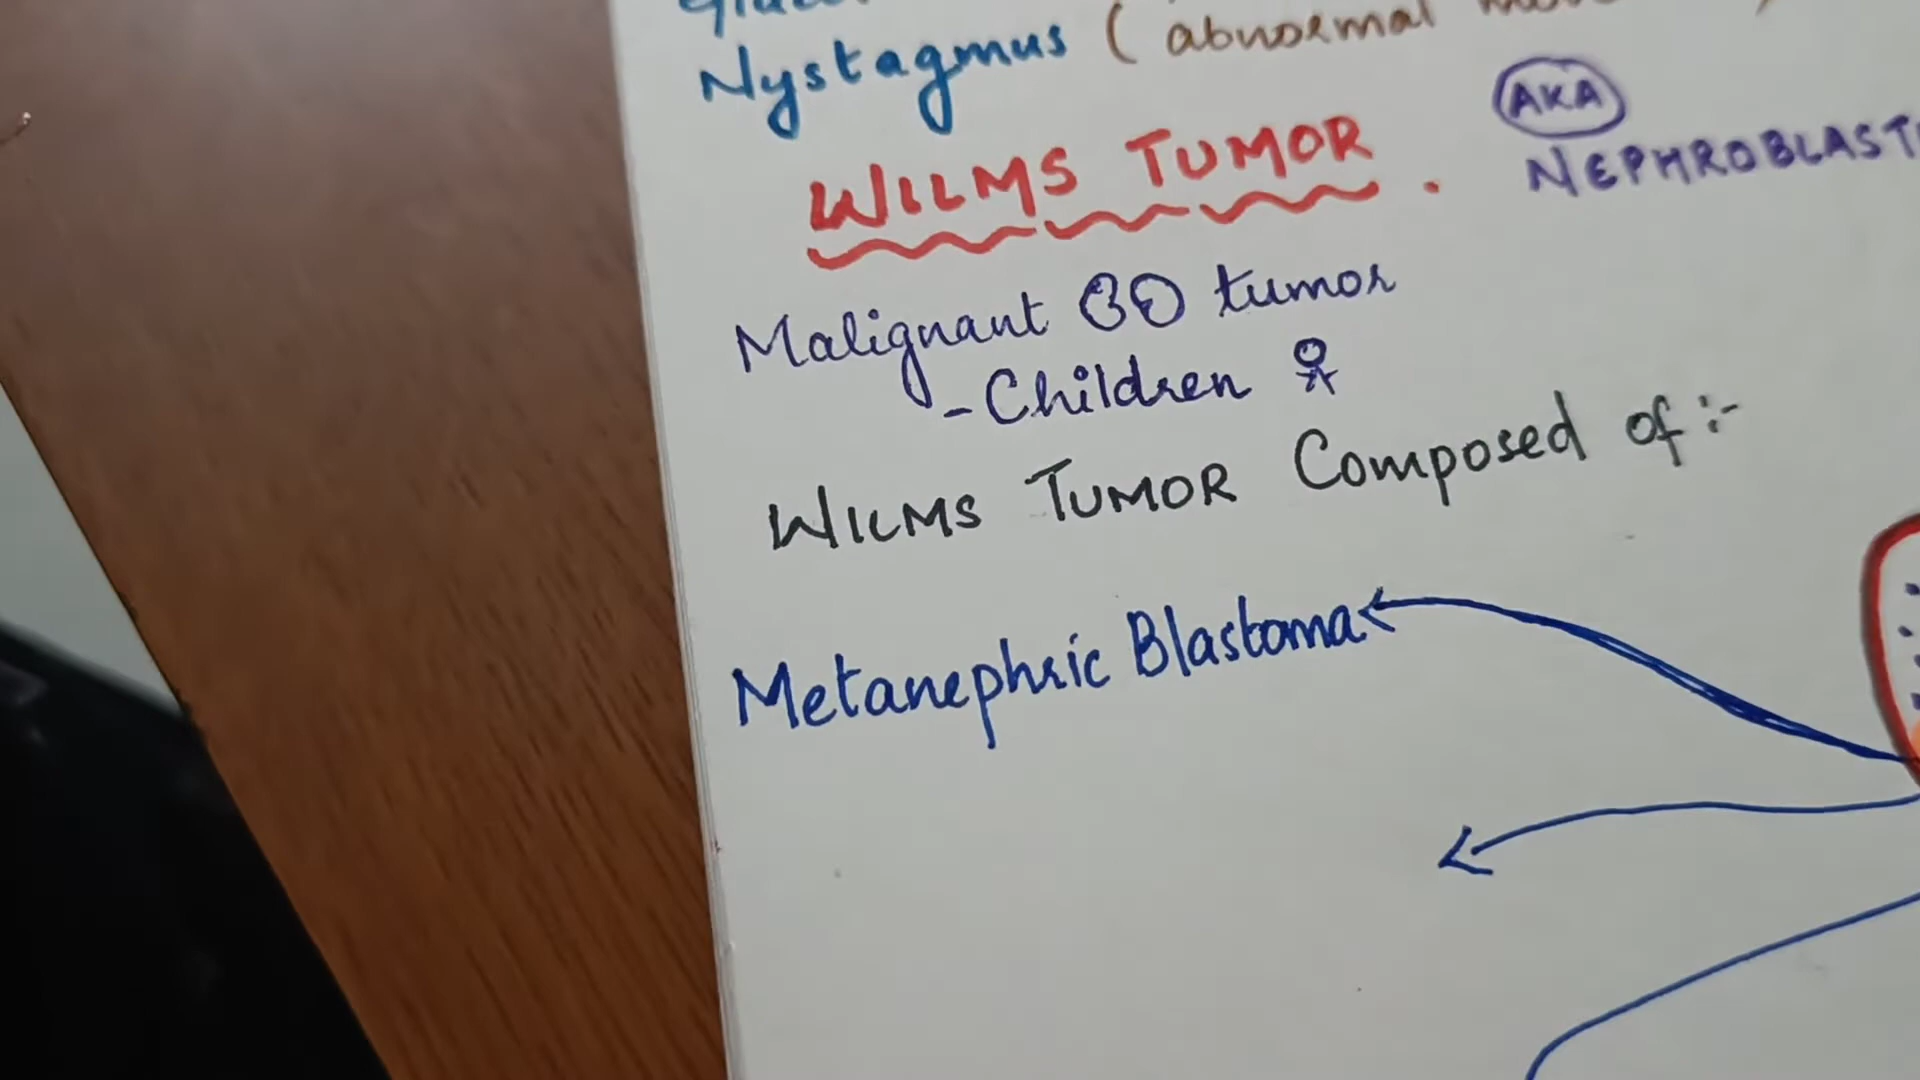 Nystagmus ( abnormal
WILMS TUMOR .
AKA
NEPHROBLAST
Malignant tumor
- Children
WILMS TUMOR Composed of :-
Metanephric Blastoma